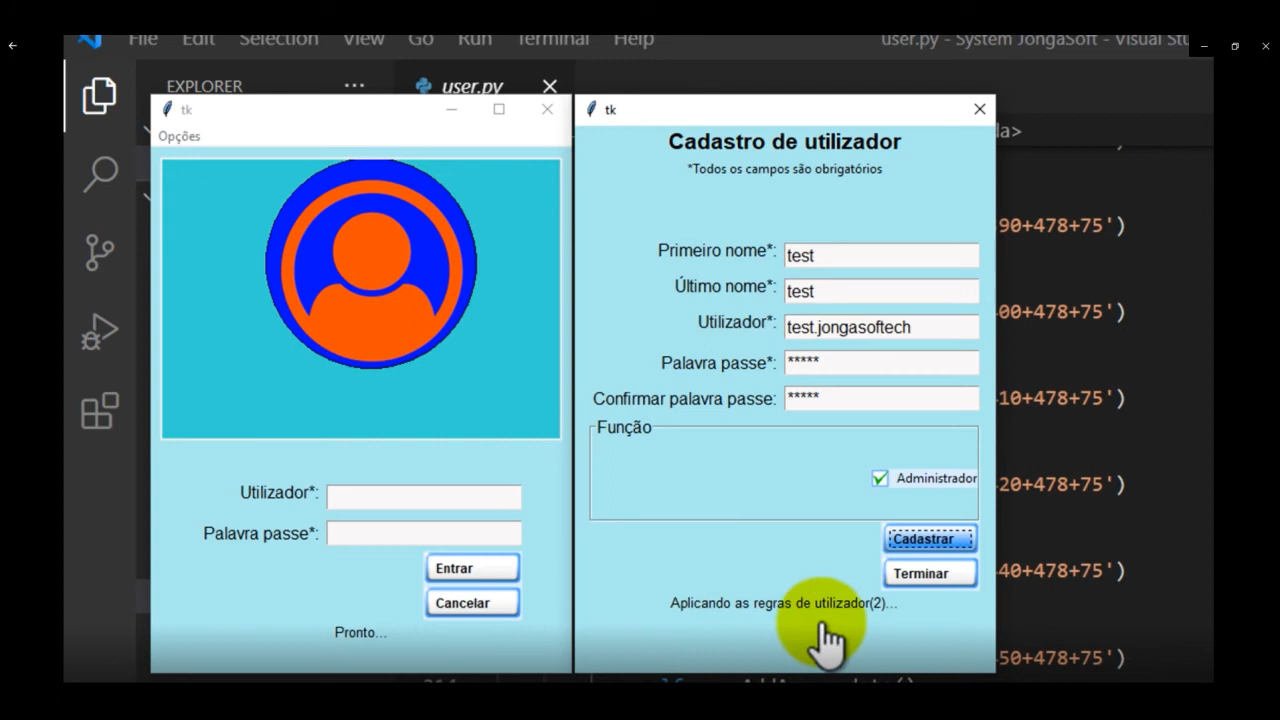 File Edit Selection View Go Run Terminal Help
user.py - System JongaSoft - Visual
EXPLORER
user.py
tk
Opções
Utilizador*:
Palavra passe*:
Entrar
Cancelar
Pronto...
tk
Cadastro de utilizador
*Todos os campos são obrigatórios
Primeiro nome*: test
Último nome*: test
Utilizador*: test.jongasoftech
Palavra passe*: *****
Confirmar palavra passe: *****
Função
Administrador
Cadastrar
Terminar
Aplicando as regras de utilizador(2)...
la>
90+478+75')
00+478+75')
10+478+75')
20+478+75')
40+478+75')
50+478+75')